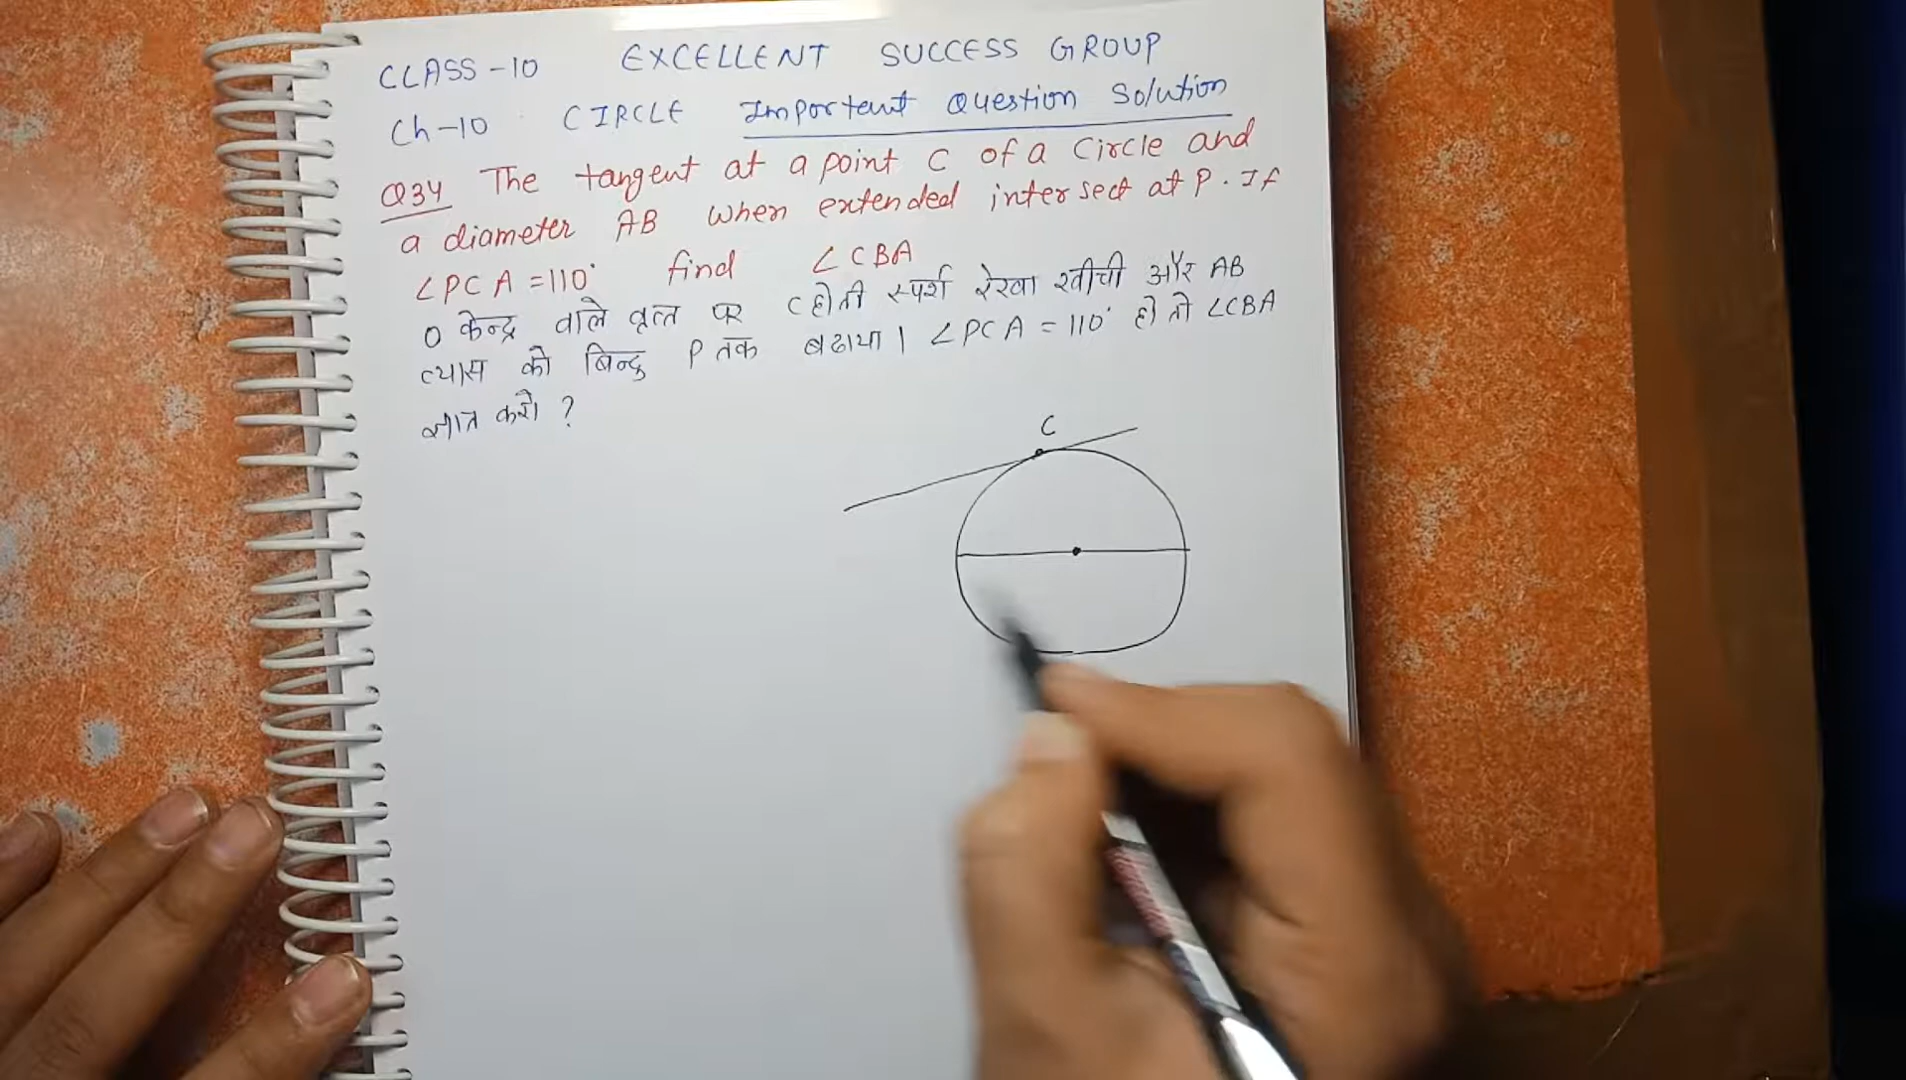 CLASS-10 EXCELLENT SUCCESS GROUP
Ch-10 CIRCLE Important Question Solution
Q34 The tangent at a point C of a Circle and
a diameter AB when extended intersect at P. If
∠PCA = 110° find ∠CBA
O केन्द्र वाले वृत्त पर C होती स्पर्श रेखा खीची और AB
व्यास को बिन्दु P तक बढाया। ∠PCA = 110° हो तो ∠CBA
ज्ञात करो ?
C